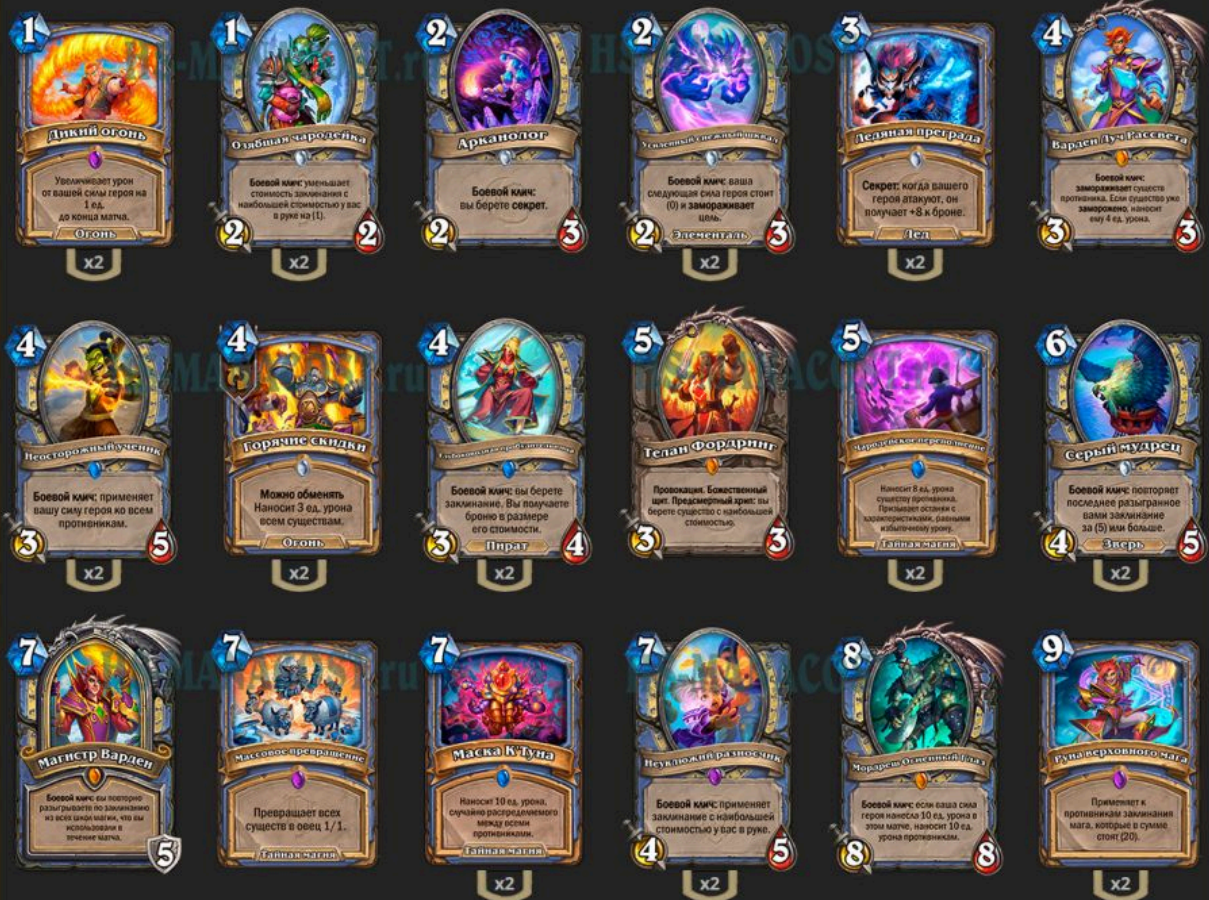 1
Дикий огонь
Увеличивает урон
от вашей силы героя на
1 ед.
до конца матча.
Огонь
x2
1
Озябшая чародейка
Боевой клич: уменьшает
стоимость заклинания с
наибольшей стоимостью у вас
в руке на (1).
2
2
x2
2
Арканолог
Боевой клич:
вы берете секрет.
2
3
2
Усиленный снежный шквал
Боевой клич: ваша
следующая сила героя стоит
(0) и замораживает
цель.
2
Элементаль
3
x2
3
Ледяная преграда
Секрет: когда вашего
героя атакуют, он
получает +8 к броне.
Лед
x2
4
Варден Луч Рассвета
Боевой клич:
замораживает существ
противника. Если существо уже
заморожено, наносит
ему 4 ед. урона.
3
3
4
Неосторожный ученик
Боевой клич: применяет
вашу силу героя ко всем
противникам.
3
5
x2
4
Горячие скидки
Можно обменять
Наносит 3 ед. урона
всем существам.
Огонь
x2
4
Боевой клич: вы берете
заклинание. Вы получаете
броню в размере
его стоимости.
3
Пират
4
x2
5
Телан Фордринг
Провокация. Божественный
щит. Предсмертный хрип: вы
берете существо с наибольшей
стоимостью.
3
3
5
Чародейское переполнение
Наносит 8 ед. урона
существу противника.
Призывает останки с
характеристиками, равными
избыточному урону.
Тайная магия
x2
6
Серый мудрец
Боевой клич: повторяет
последнее разыгранное
вами заклинание
за (5) или больше.
4
Зверь
5
x2
7
Магистр Варден
Боевой клич: вы повторно
разыгрываете по заклинанию
из всех школ магии, что вы
использовали в
течение матча.
5
7
Массовое превращение
Превращает всех
существ в овец 1/1.
Тайная магия
7
Маска К'Туна
Наносит 10 ед. урона,
случайно распределяемого
между всеми
противниками.
Тайная магия
x2
7
Неуклюжий разносчик
Боевой клич: применяет
заклинание с наибольшей
стоимостью у вас в руке.
4
5
x2
8
Мордреш Огненный Глаз
Боевой клич: если ваша сила
героя нанесла 10 ед. урона в
этом матче, наносит 10 ед.
урона противникам.
8
8
9
Руна верховного мага
Применяет к
противникам заклинания
мага, которые в сумме
стоят (20).
x2